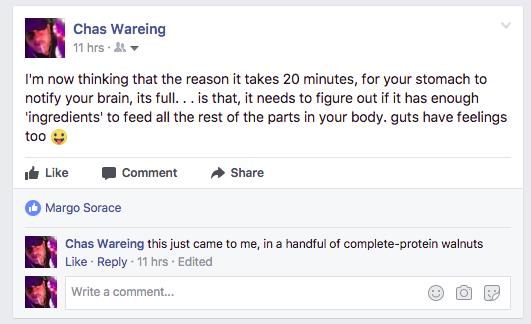 Chas Wareing
11 hrs ·
I'm now thinking that the reason it takes 20 minutes, for your stomach to
notify your brain, its full. . . is that, it needs to figure out if it has enough
'ingredients' to feed all the rest of the parts in your body. guts have feelings
too 😜
Like Comment Share
Margo Sorace
Chas Wareing this just came to me, in a handful of complete-protein walnuts
Like · Reply · 11 hrs · Edited
Write a comment...